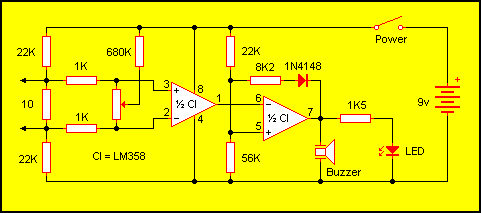 Power
22K
680K
22K
1N4148
8K2
1K
3
+
8
½ CI
1
6
−
½ CI
7
1K5
+
9v
10
1K
2
−
4
5
+
LED
22K
CI = LM358
56K
Buzzer